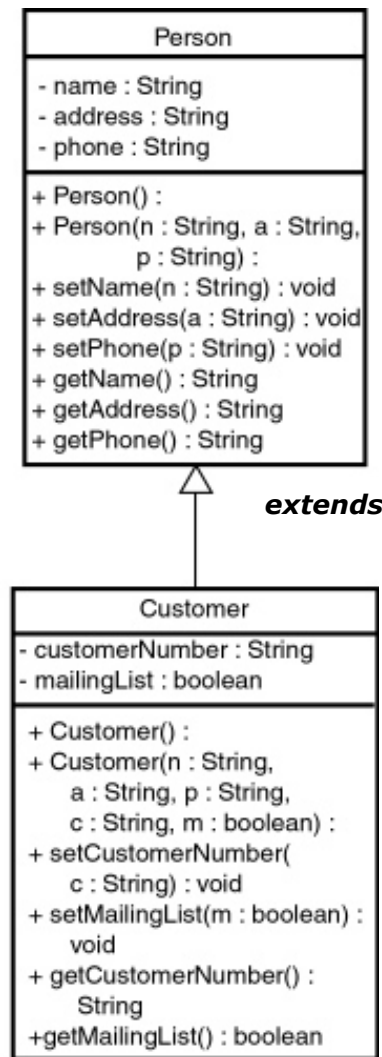 Person
- name : String
- address : String
- phone : String
+ Person() :
+ Person(n : String, a : String,
p : String) :
+ setName(n : String) : void
+ setAddress(a : String) : void
+ setPhone(p : String) : void
+ getName() : String
+ getAddress() : String
+ getPhone() : String
extends
Customer
- customerNumber : String
- mailingList : boolean
+ Customer() :
+ Customer(n : String,
a : String, p : String,
c : String, m : boolean) :
+ setCustomerNumber(
c : String) : void
+ setMailingList(m : boolean) :
void
+ getCustomerNumber() :
String
+getMailingList() : boolean